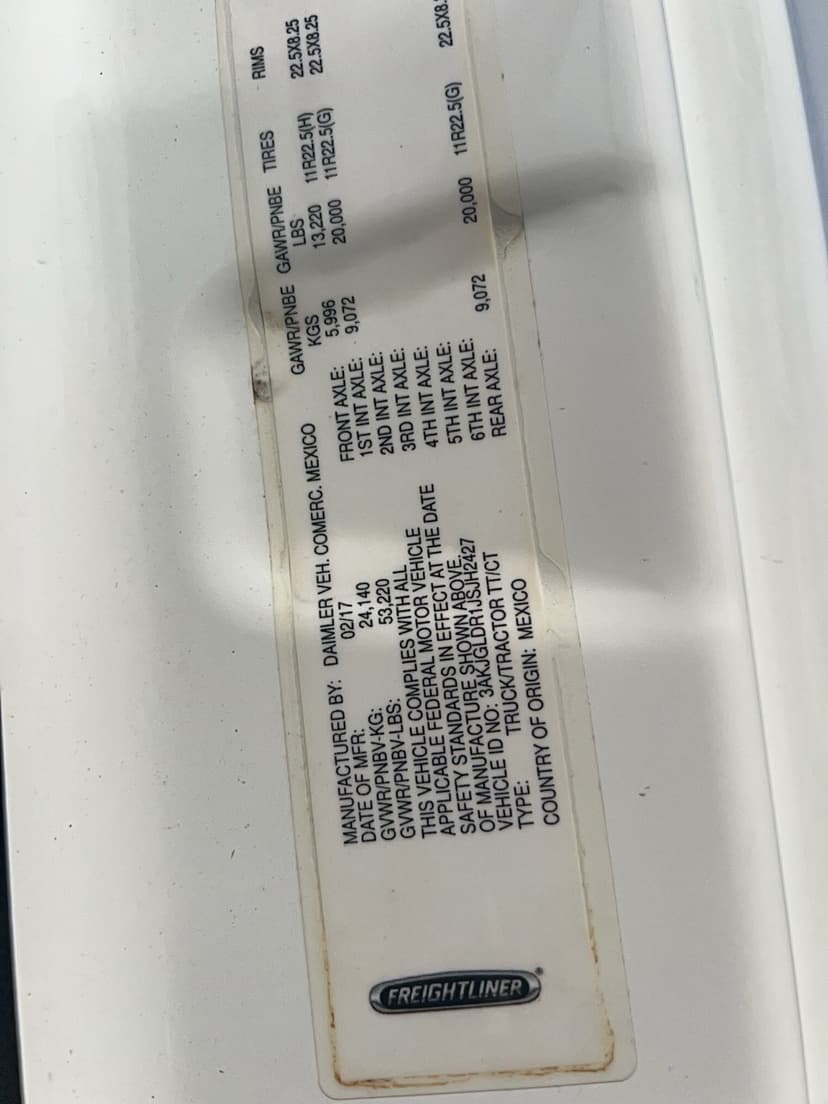 FREIGHTLINER
MANUFACTURED BY: DAIMLER VEH. COMERC. MEXICO
DATE OF MFR: 02/17
GVWR/PNBV-KG: 24,140
GVWR/PNBV-LBS: 53,220
THIS VEHICLE COMPLIES WITH ALL
APPLICABLE FEDERAL MOTOR VEHICLE
SAFETY STANDARDS IN EFFECT AT THE DATE
OF MANUFACTURE SHOWN ABOVE.
VEHICLE ID NO: 3AKJGLDR1JSJH2427
TYPE: TRUCK/TRACTOR TT/CT
COUNTRY OF ORIGIN: MEXICO
GAWR/PNBE GAWR/PNBE TIRES RIMS
KGS LBS
FRONT AXLE: 5,996 13,220 11R22.5(H) 22.5X8.25
1ST INT AXLE: 9,072 20,000 11R22.5(G) 22.5X8.25
2ND INT AXLE:
3RD INT AXLE:
4TH INT AXLE:
5TH INT AXLE:
6TH INT AXLE:
REAR AXLE: 9,072 20,000 11R22.5(G) 22.5X8.